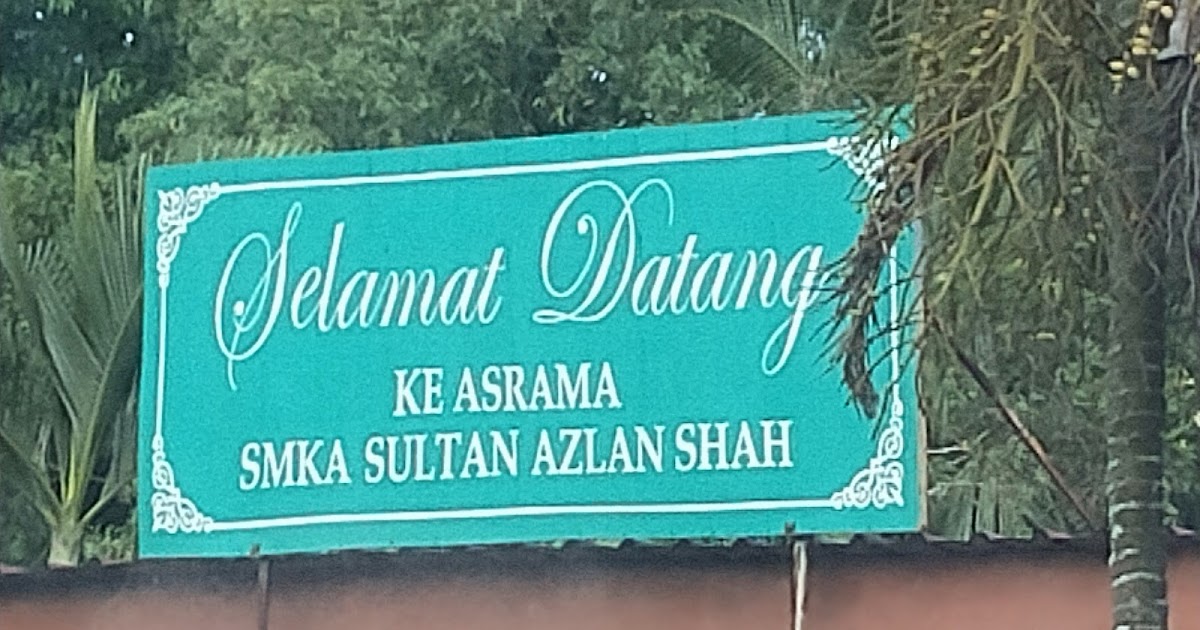 Selamat Datang
KE ASRAMA
SMKA SULTAN AZLAN SHAH